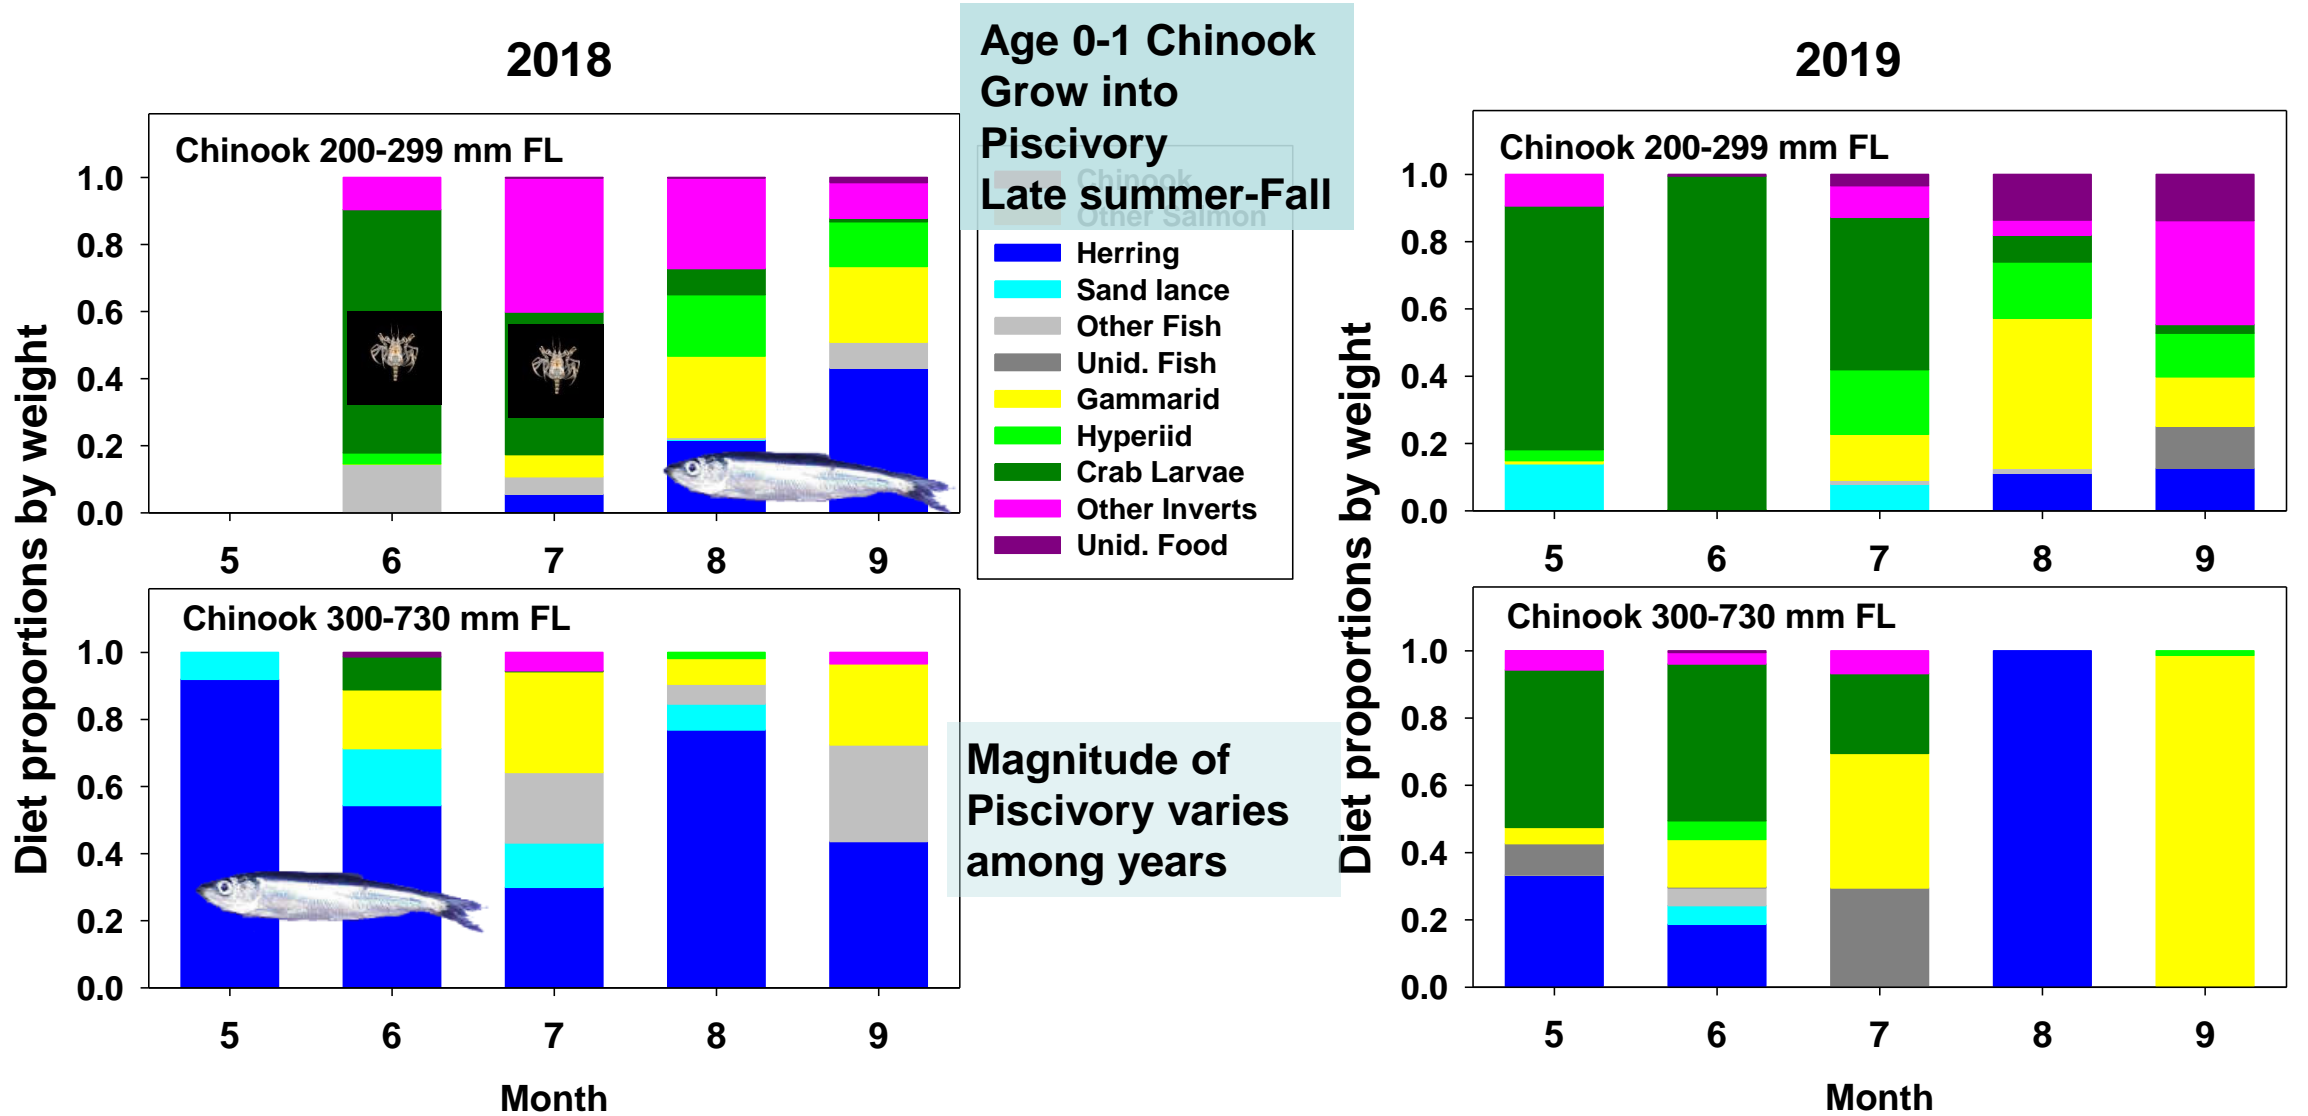 2018
Age 0-1 Chinook
Grow into
Piscivory
Late summer-Fall
2019
Chinook 200-299 mm FL
1.0
0.8
0.6
0.4
0.2
0.0
5 6 7 8 9
Chinook
Other Salmon
Herring
Sand lance
Other Fish
Unid. Fish
Gammarid
Hyperiid
Crab Larvae
Other Inverts
Unid. Food
Chinook 200-299 mm FL
1.0
0.8
0.6
0.4
0.2
0.0
5 6 7 8 9
Diet proportions by weight
Chinook 300-730 mm FL
1.0
0.8
0.6
0.4
0.2
0.0
5 6 7 8 9
Month
Magnitude of
Piscivory varies
among years
Diet proportions by weight
Chinook 300-730 mm FL
1.0
0.8
0.6
0.4
0.2
0.0
5 6 7 8 9
Month